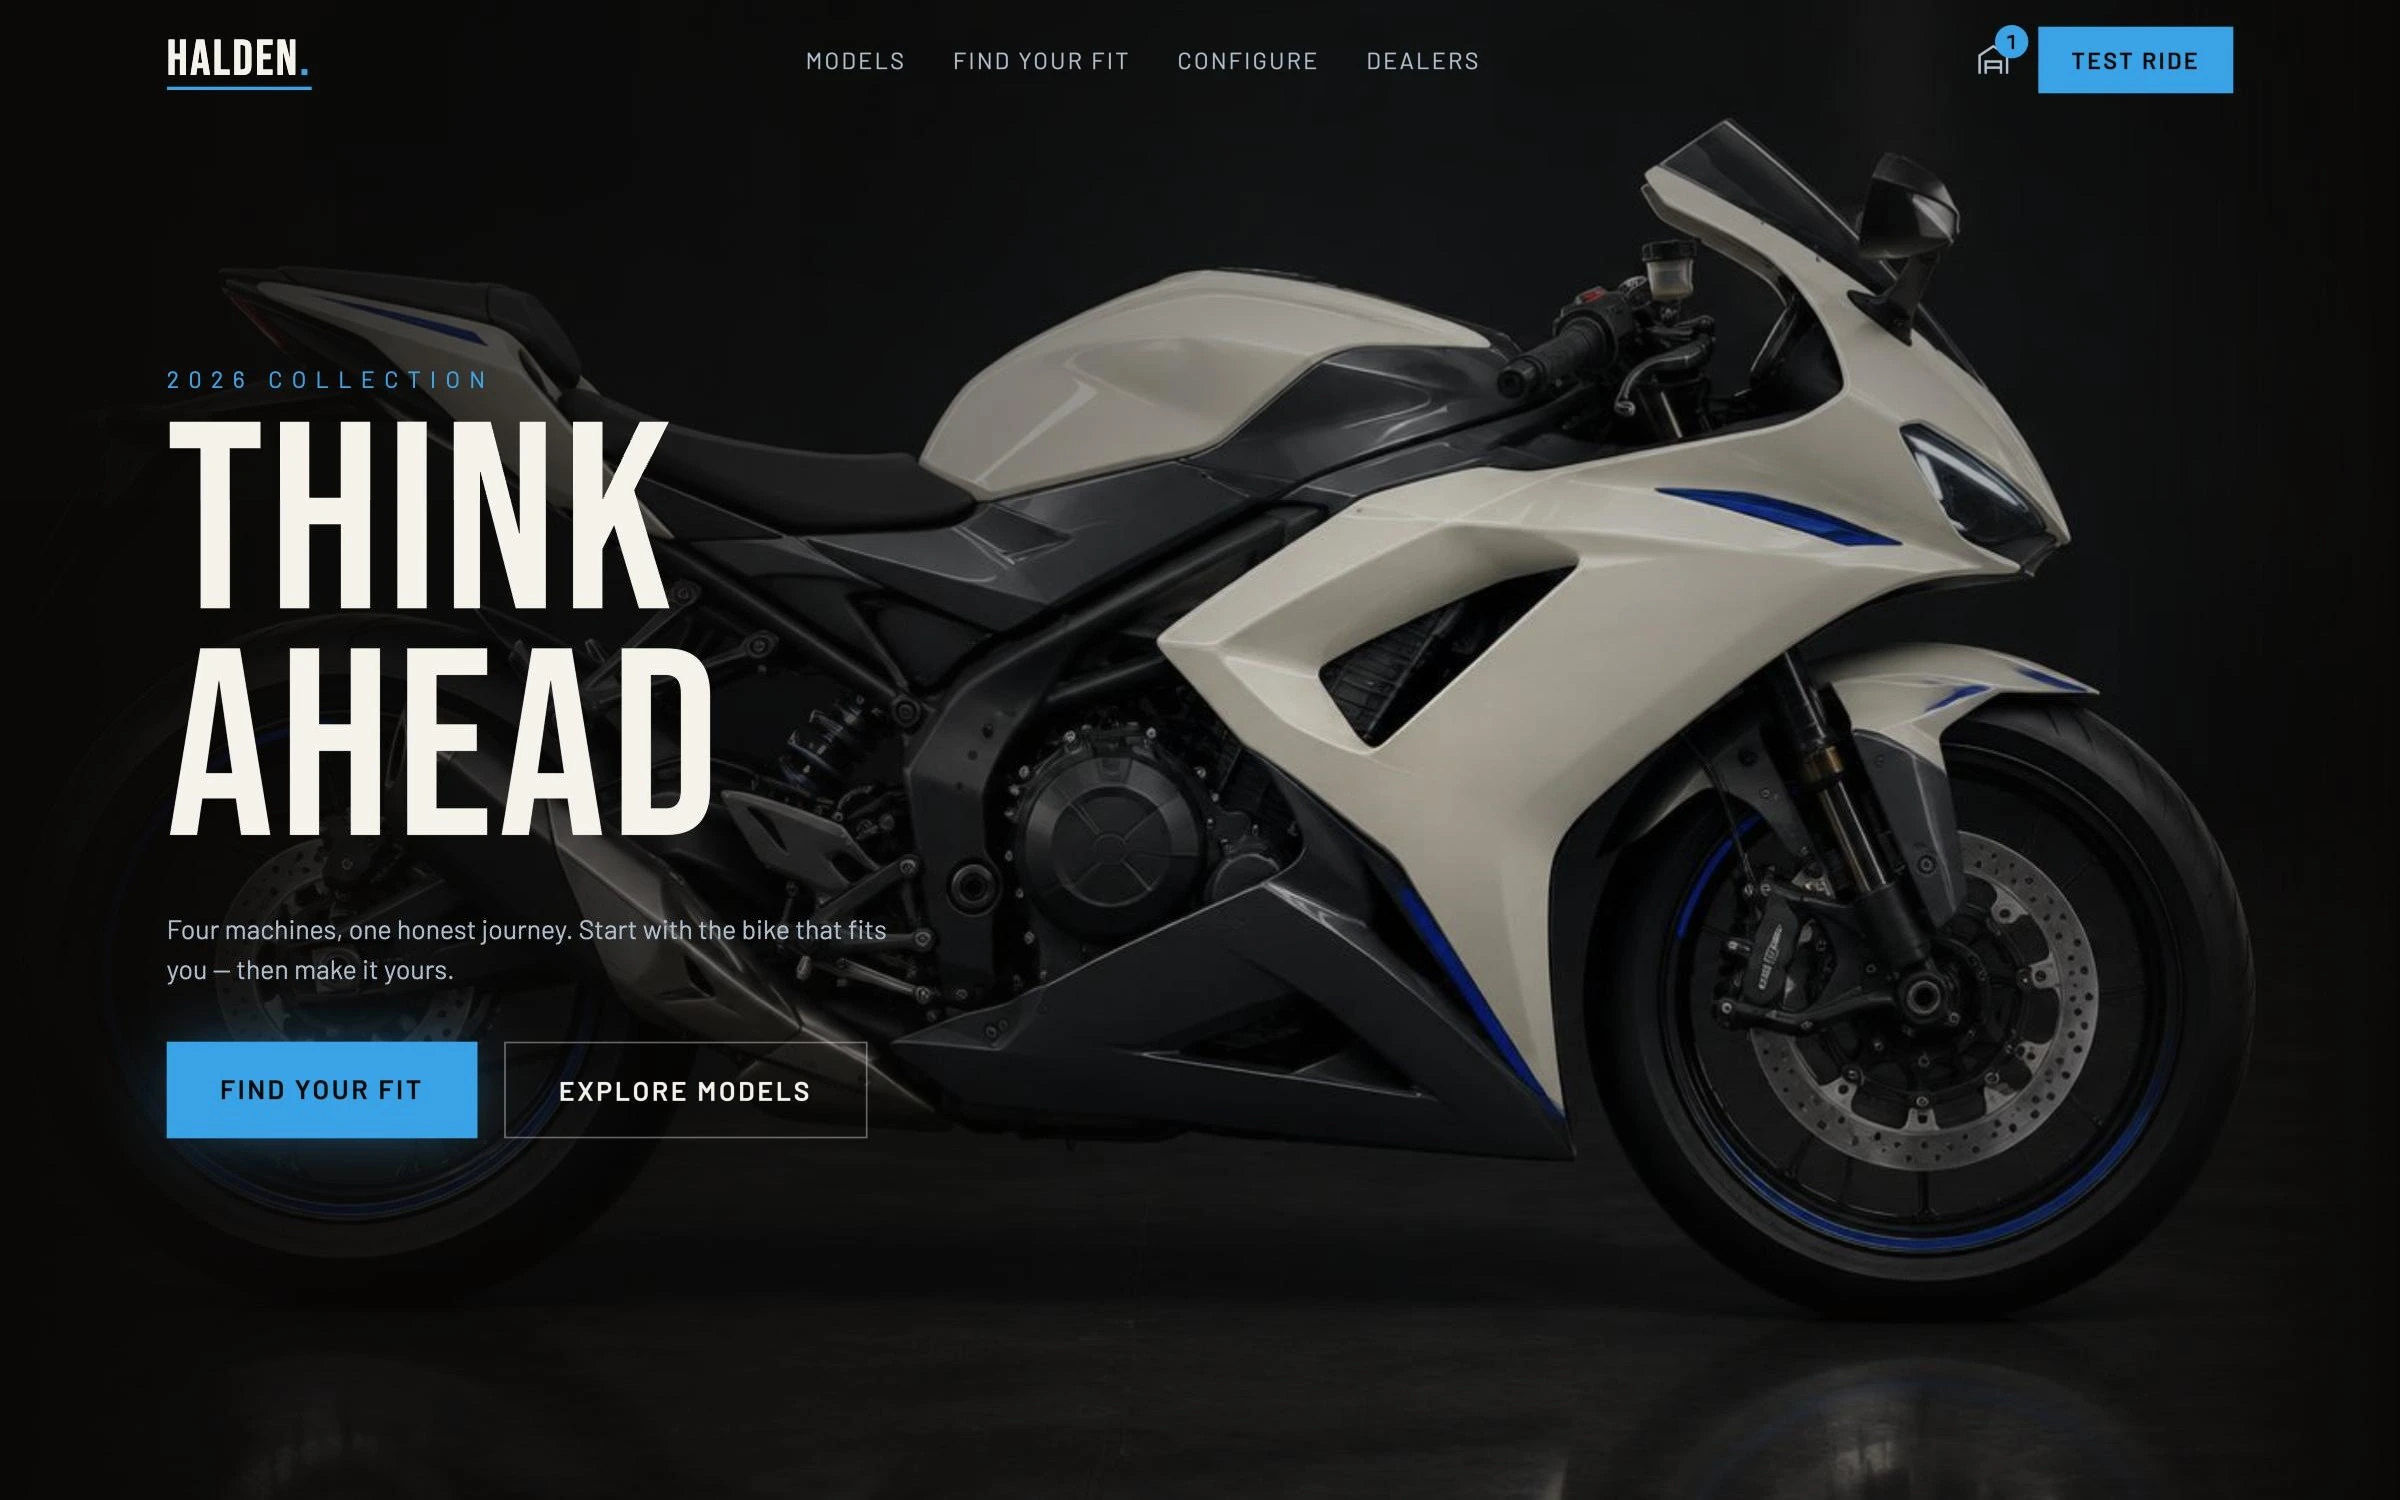 HALDEN.
MODELS
FIND YOUR FIT
CONFIGURE
DEALERS
1
TEST RIDE
2026 COLLECTION
THINK
AHEAD
Four machines, one honest journey. Start with the bike that fits
you — then make it yours.
FIND YOUR FIT
EXPLORE MODELS